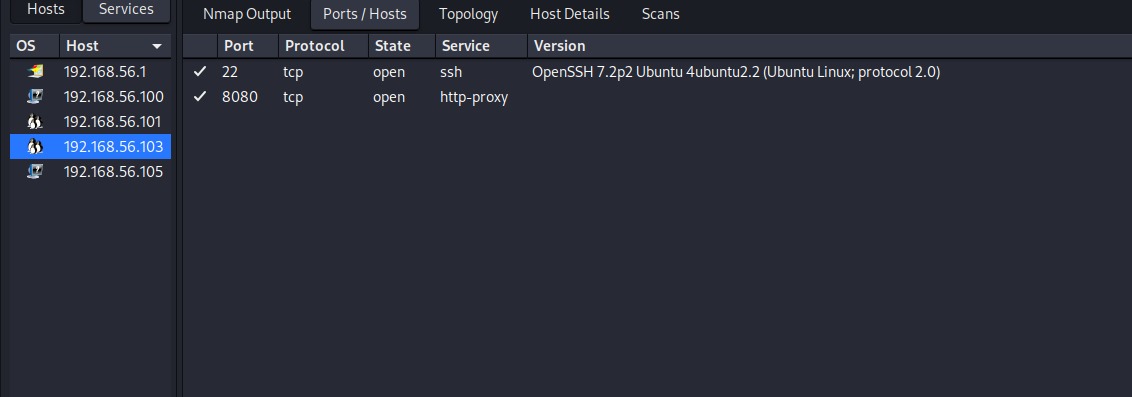 Hosts Services Nmap Output Ports / Hosts Topology Host Details Scans
OS Host Port Protocol State Service Version
192.168.56.1 22 tcp open ssh OpenSSH 7.2p2 Ubuntu 4ubuntu2.2 (Ubuntu Linux; protocol 2.0)
192.168.56.100 8080 tcp open http-proxy
192.168.56.101
192.168.56.103
192.168.56.105